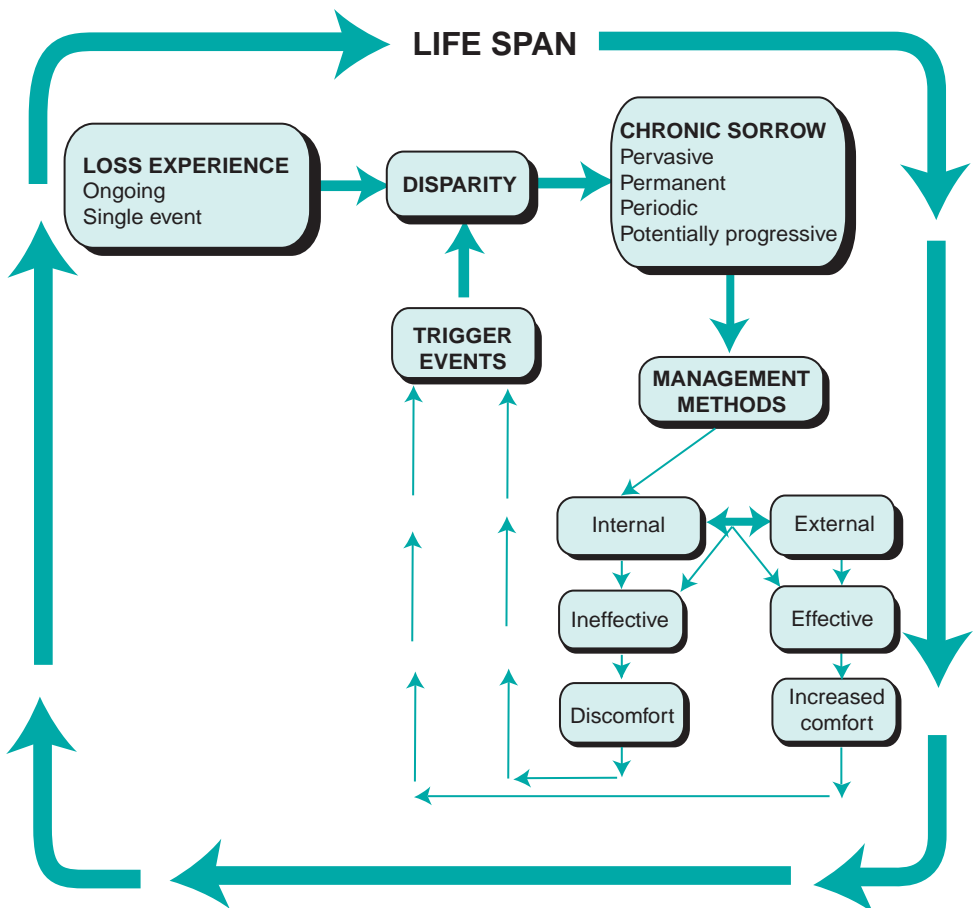 LIFE SPAN
LOSS EXPERIENCE
Ongoing
Single event
DISPARITY
CHRONIC SORROW
Pervasive
Permanent
Periodic
Potentially progressive
TRIGGER
EVENTS
MANAGEMENT
METHODS
Internal
External
Ineffective
Effective
Discomfort
Increased
comfort